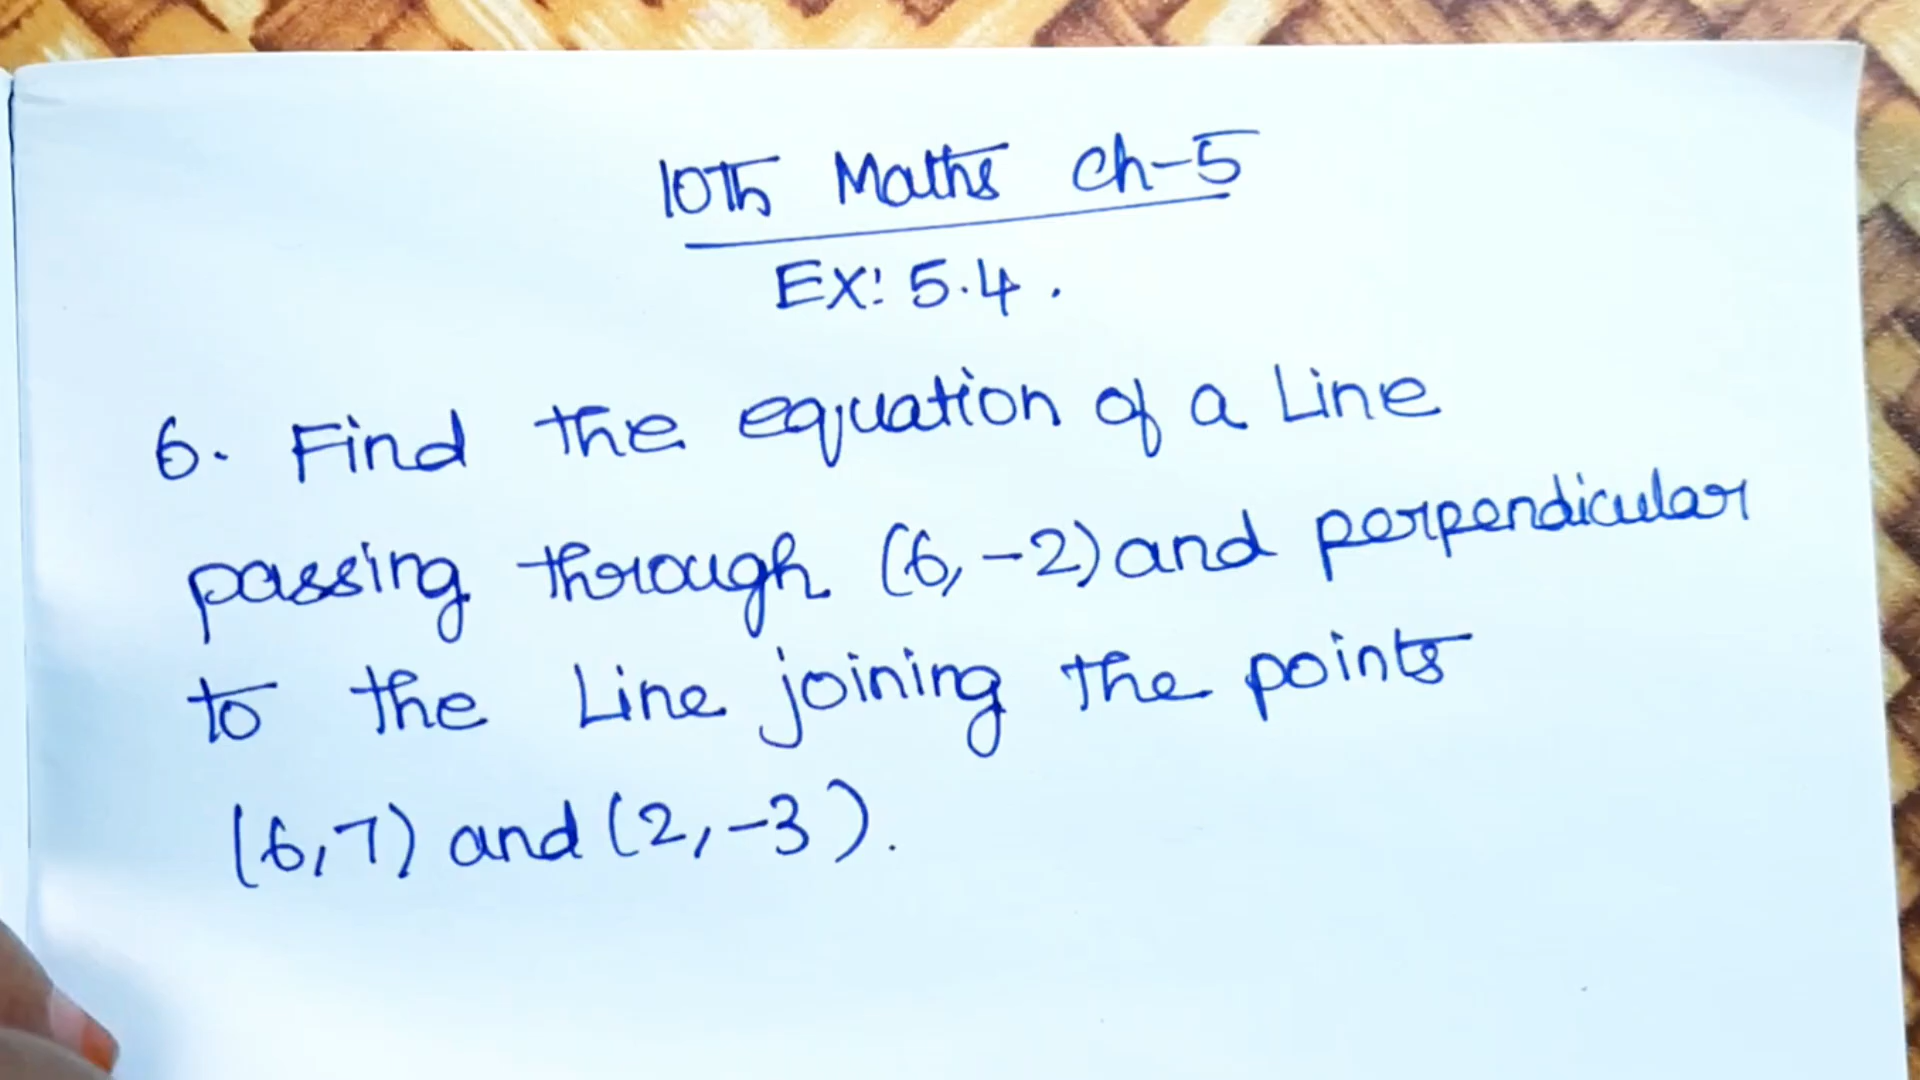 10th Maths Ch-5
Ex: 5.4.
6. Find the equation of a Line
passing through (6, -2) and perpendicular
to the Line joining the points
(6,7) and (2,-3).